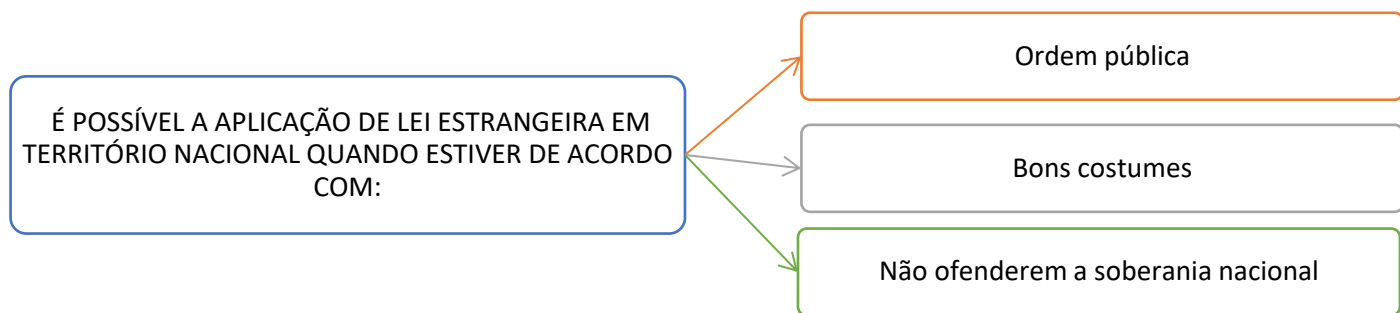 É POSSÍVEL A APLICAÇÃO DE LEI ESTRANGEIRA EM
TERRITÓRIO NACIONAL QUANDO ESTIVER DE ACORDO
COM:
Ordem pública
Bons costumes
Não ofenderem a soberania nacional